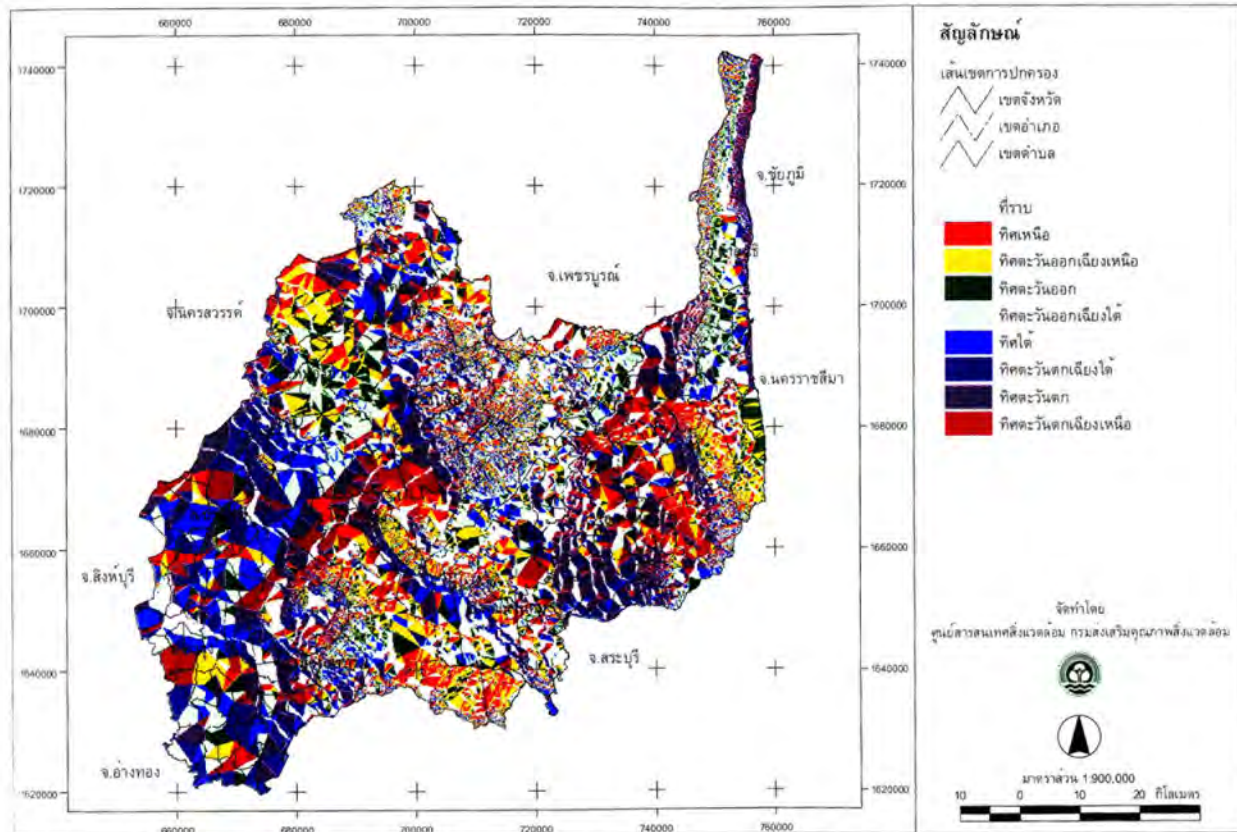 660000 680000 700000 720000 740000 760000
สัญลักษณ์
เส้นเขตการปกครอง
เขตจังหวัด
เขตอำเภอ
เขตตำบล
ที่ราบ
ทิศเหนือ
ทิศตะวันออกเฉียงเหนือ
ทิศตะวันออก
ทิศตะวันออกเฉียงใต้
ทิศใต้
ทิศตะวันตกเฉียงใต้
ทิศตะวันตก
ทิศตะวันตกเฉียงเหนือ
1740000 1740000
จ.ชัยภูมิ
1720000 1720000
จ.เพชรบูรณ์
จ.นครสวรรค์
1700000 1700000
จ.นครราชสีมา
1680000 1680000
1660000 1660000
จ.สิงห์บุรี
จ.สระบุรี
1640000 1640000
จ.อ่างทอง
1620000 1620000
660000 680000 700000 720000 740000 760000
จัดทำโดย
ศูนย์สารสนเทศสิ่งแวดล้อม กรมส่งเสริมคุณภาพสิ่งแวดล้อม
มาตราส่วน 1:900,000
10 0 10 20 กิโลเมตร